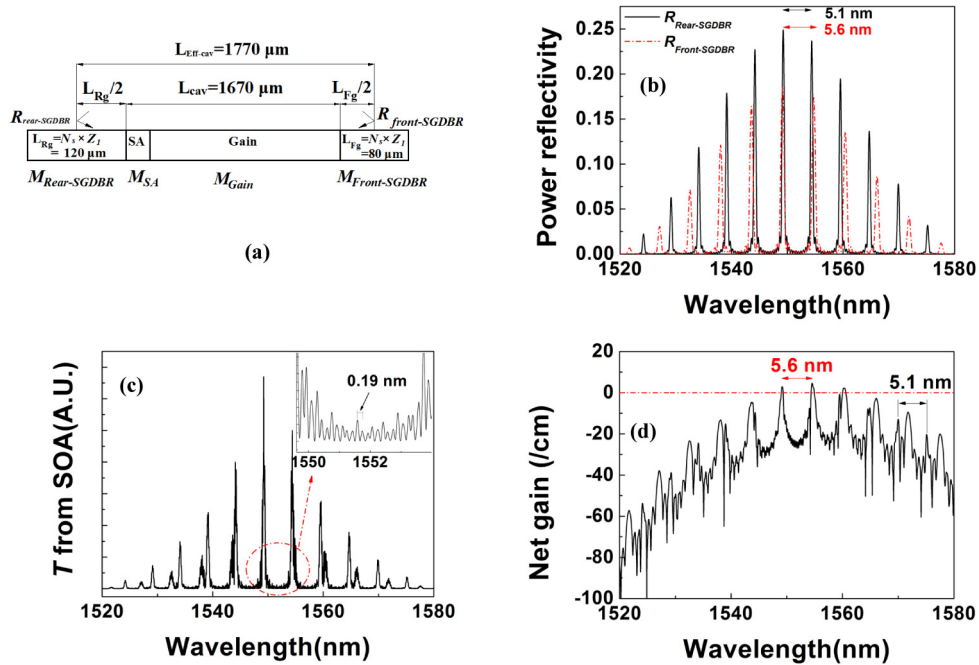 L_Eff-cav=1770 µm
L_Rg/2
L_cav=1670 µm
L_Fg/2
R_rear-SGDBR
R_front-SGDBR
L_Rg=N_s × Z_1
= 120 µm
SA
Gain
L_Fg=N_s × Z_1
=80 µm
M_Rear-SGDBR
M_SA
M_Gain
M_Front-SGDBR
(a)
0.25
0.20
0.15
0.10
0.05
0.00
Power reflectivity
R_Rear-SGDBR
R_Front-SGDBR
5.1 nm
5.6 nm
(b)
1520
1540
1560
1580
Wavelength(nm)
T from SOA(A.U.)
(c)
0.19 nm
1550
1552
1520
1540
1560
1580
Wavelength(nm)
Net gain (/cm)
20
0
-20
-40
-60
-80
-100
5.6 nm
5.1 nm
(d)
1520
1540
1560
1580
Wavelength(nm)